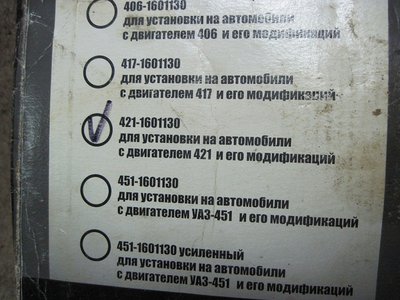 406-1601130
для установки на автомобили
с двигателем 406 и его модификаций
417-1601130
для установки на автомобили
с двигателем 417 и его модификаций
421-1601130
для установки на автомобили
с двигателем 421 и его модификаций
451-1601130
для установки на автомобили
с двигателем УАЗ-451 и его модификаций
451-1601130 усиленный
для установки на автомобили
с двигателем УАЗ-451 и его модификаций